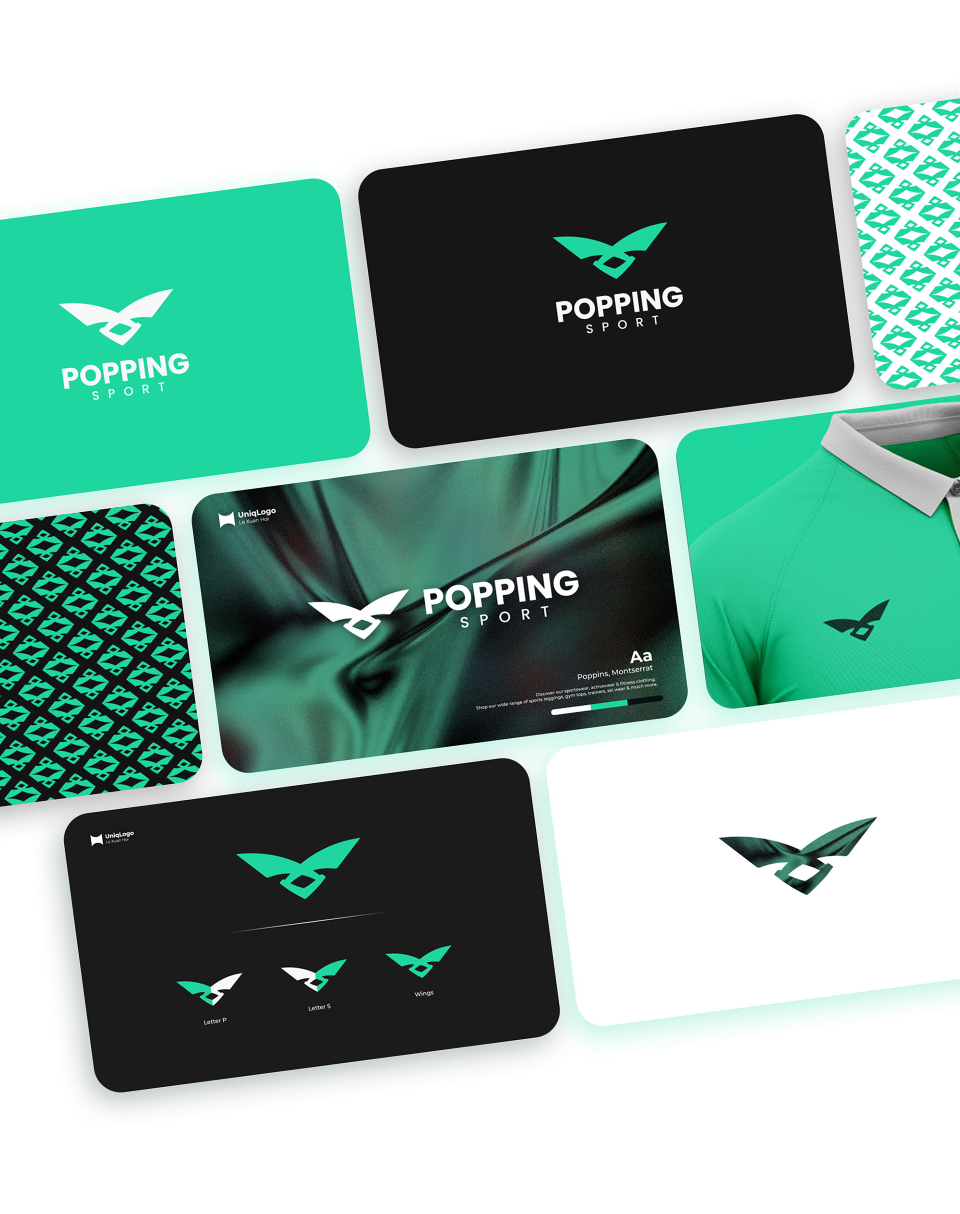 POPPING
SPORT
POPPING
SPORT
UniqLogo
Le Xuan Hoi
POPPING
SPORT
Aa
Poppins, Montserrat
Discover our sportswear, activewear & fitness clothing.
Shop our wide range of sports leggings, gym tops, trainers, ski wear & much more.
UniqLogo
Le Xuan Hoi
Letter P
Letter S
Wings